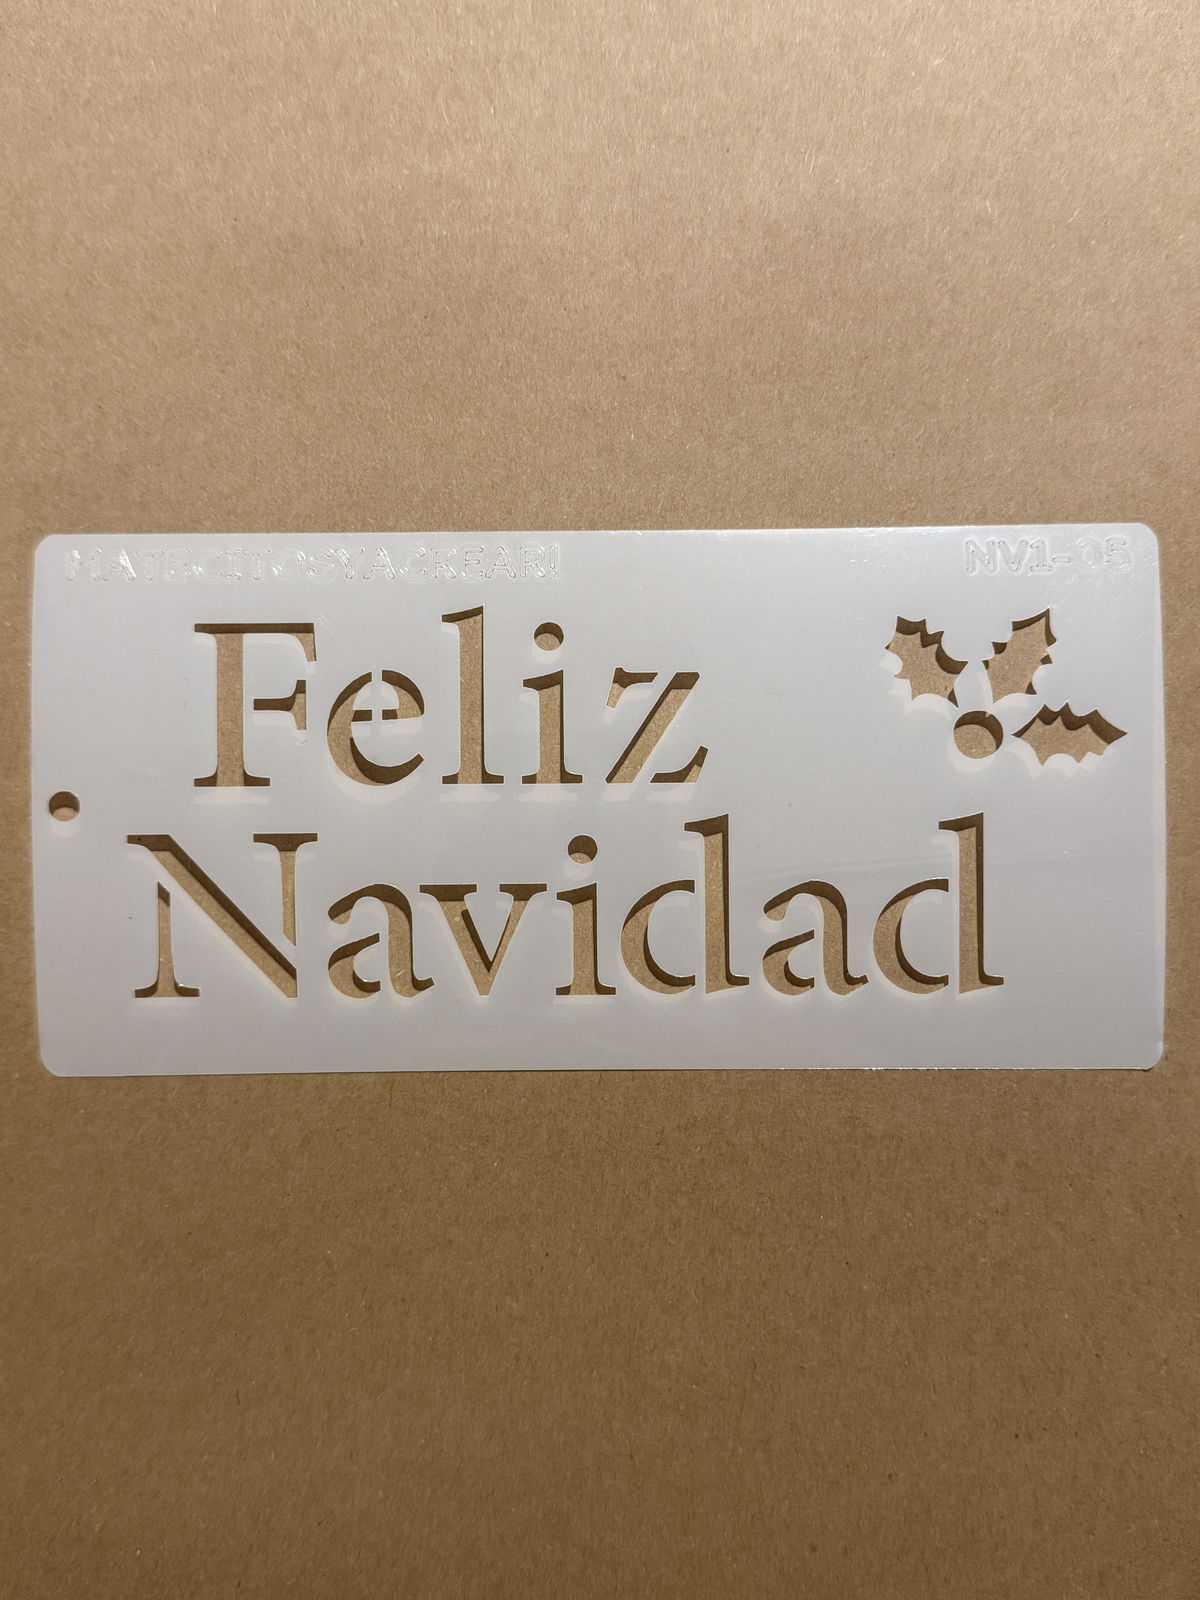 MATECITOSYACREAR! NV1-05
Feliz
Navidad